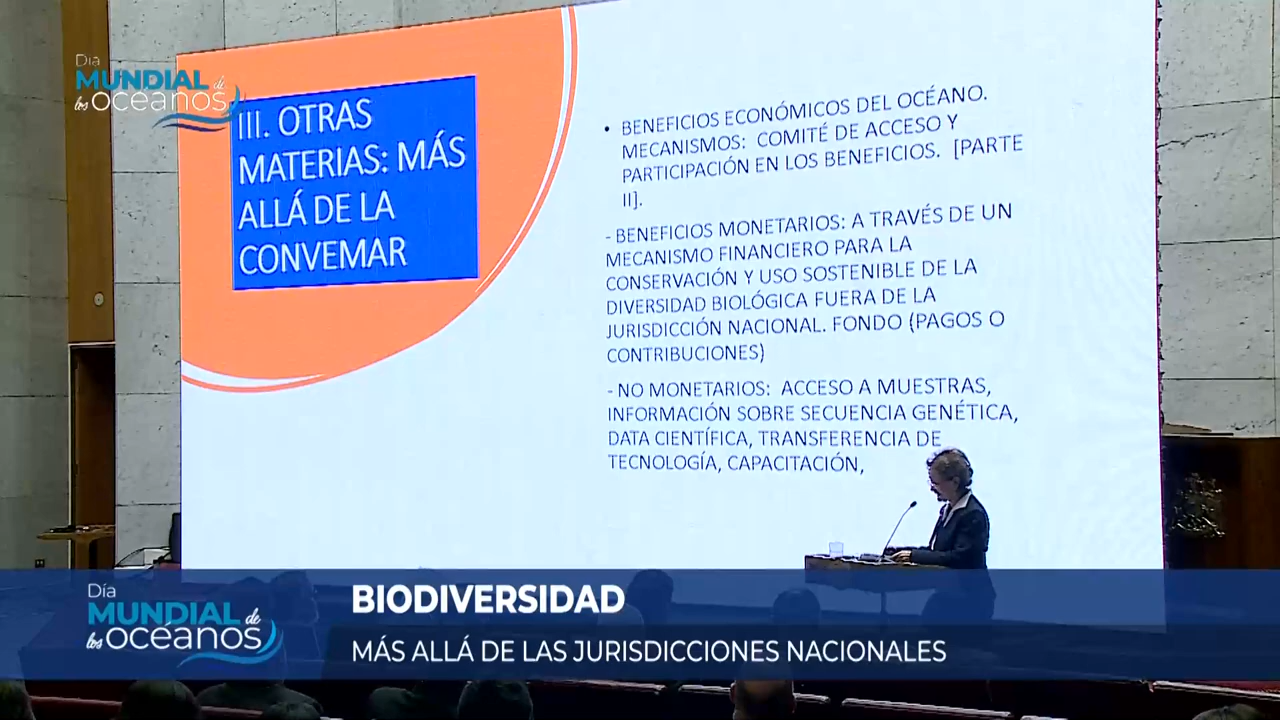 Día
MUNDIAL de
los océanos
III. OTRAS
MATERIAS: MÁS
ALLÁ DE LA
CONVEMAR
• BENEFICIOS ECONÓMICOS DEL OCÉANO.
MECANISMOS: COMITÉ DE ACCESO Y
PARTICIPACIÓN EN LOS BENEFICIOS. [PARTE
II].
- BENEFICIOS MONETARIOS: A TRAVÉS DE UN
MECANISMO FINANCIERO PARA LA
CONSERVACIÓN Y USO SOSTENIBLE DE LA
DIVERSIDAD BIOLÓGICA FUERA DE LA
JURISDICCIÓN NACIONAL. FONDO (PAGOS O
CONTRIBUCIONES)
- NO MONETARIOS: ACCESO A MUESTRAS,
INFORMACIÓN SOBRE SECUENCIA GENÉTICA,
DATA CIENTÍFICA, TRANSFERENCIA DE
TECNOLOGÍA, CAPACITACIÓN,
Día
MUNDIAL de
los océanos
BIODIVERSIDAD
MÁS ALLÁ DE LAS JURISDICCIONES NACIONALES